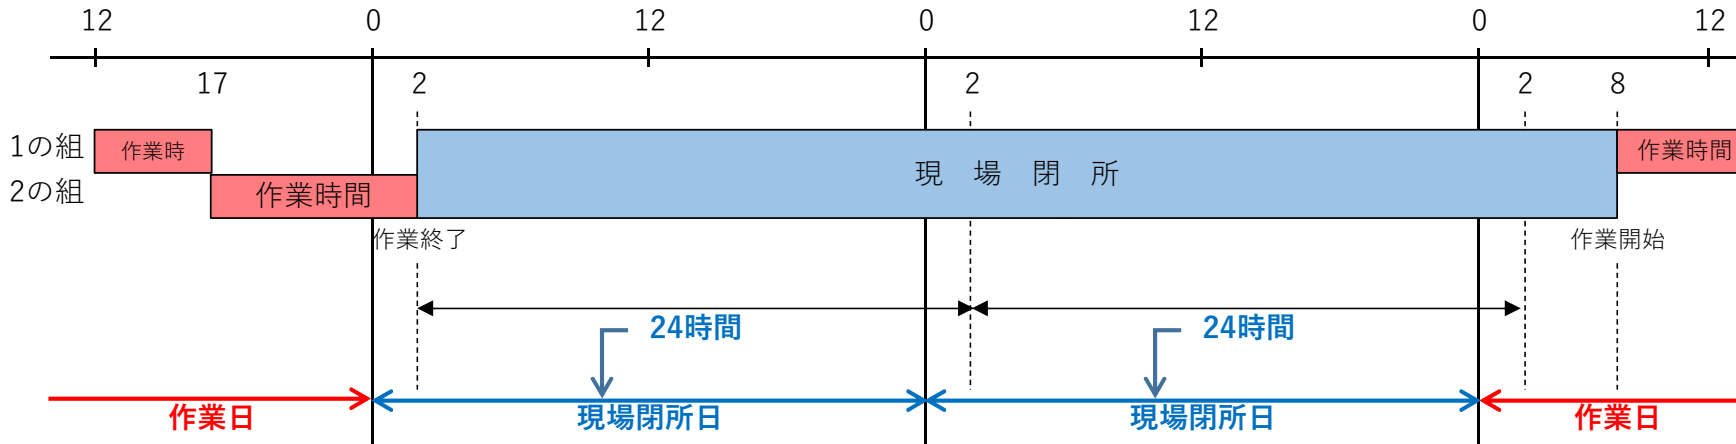 12 0 12 0 12 0 12
17 2 2 2 8
1の組 作業時 作業時間
現場閉所
2の組 作業時間
作業終了 作業開始
24時間 24時間
作業日 現場閉所日 現場閉所日 作業日